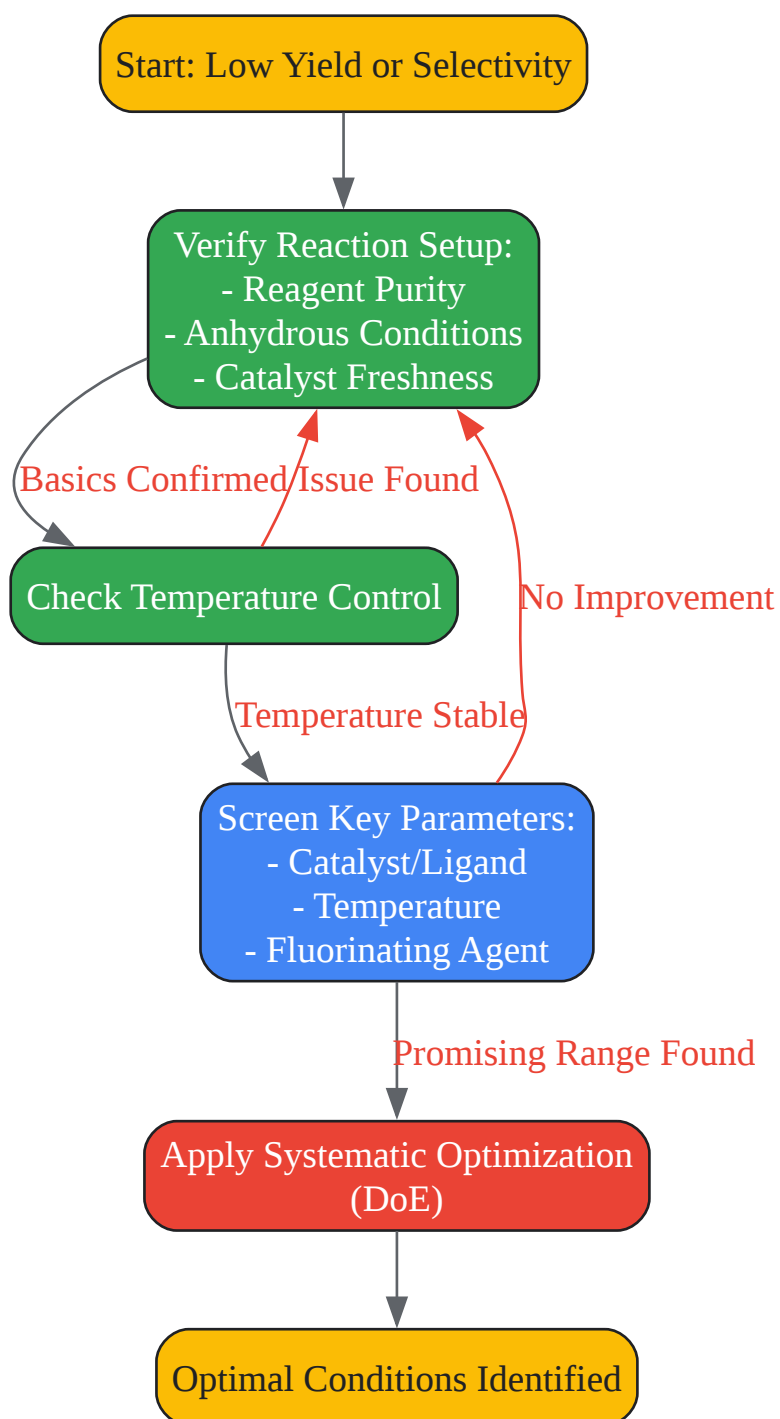 Start: Low Yield or Selectivity
Verify Reaction Setup:
- Reagent Purity
- Anhydrous Conditions
- Catalyst Freshness
Basics Confirmed
Issue Found
Check Temperature Control
No Improvement
Temperature Stable
Screen Key Parameters:
- Catalyst/Ligand
- Temperature
- Fluorinating Agent
Promising Range Found
Apply Systematic Optimization
(DoE)
Optimal Conditions Identified